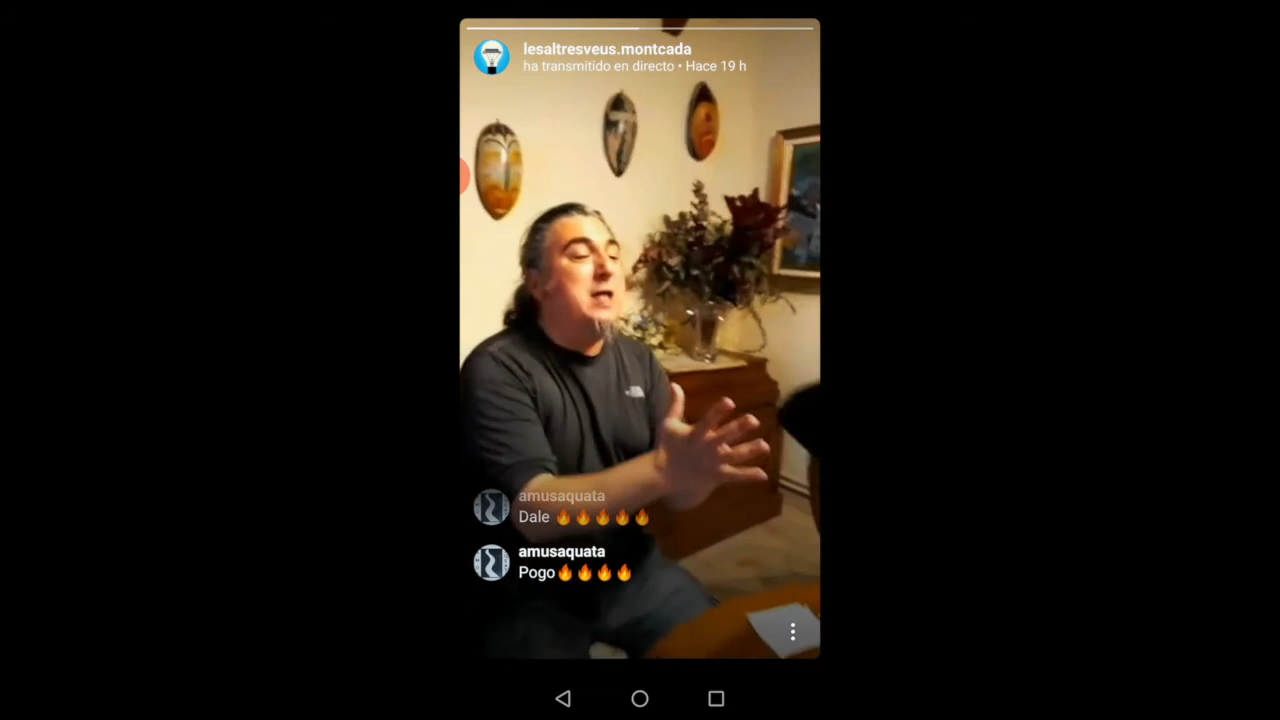 lesaltresveus.montcada
ha transmitido en directo • Hace 19 h
amusaquata
Dale 🔥🔥🔥🔥🔥
amusaquata
Pogo🔥🔥🔥🔥